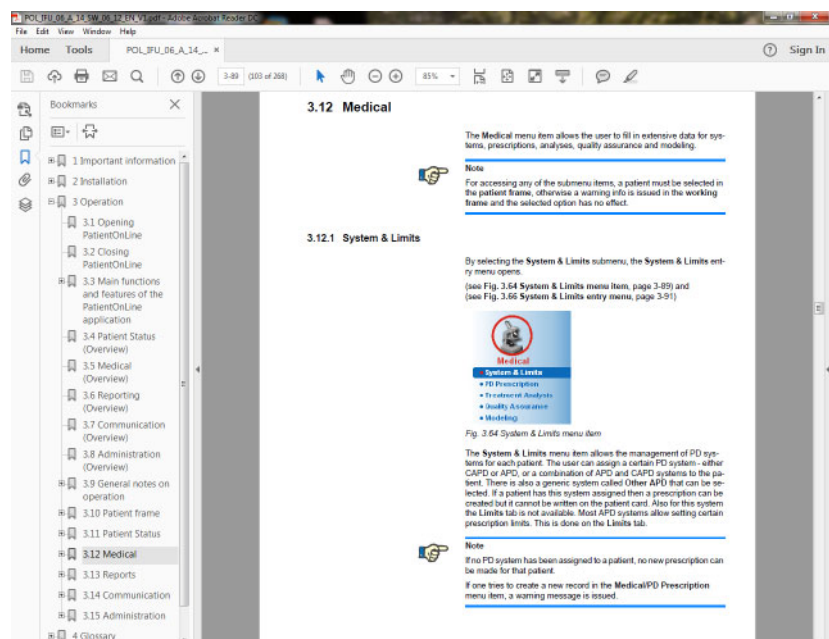 POL_IFU_06_A_14_SW_06_12_EN_V1.pdf - Adobe Acrobat Reader DC
File Edit View Window Help
Home Tools POL_IFU_06_A_14_... × Sign In
3-89 (103 of 268) 85%
Bookmarks
1 Important information
2 Installation
3 Operation
3.1 Opening
PatientOnLine
3.2 Closing
PatientOnLine
3.3 Main functions
and features of the
PatientOnLine
application
3.4 Patient Status
(Overview)
3.5 Medical
(Overview)
3.6 Reporting
(Overview)
3.7 Communication
(Overview)
3.8 Administration
(Overview)
3.9 General notes on
operation
3.10 Patient frame
3.11 Patient Status
3.12 Medical
3.13 Reports
3.14 Communication
3.15 Administration
4 Glossary
3.12 Medical
The Medical menu item allows the user to fill in extensive data for sys-
tems, prescriptions, analyses, quality assurance and modeling.
Note
For accessing any of the submenu items, a patient must be selected in
the patient frame, otherwise a warning info is issued in the working
frame and the selected option has no effect.
3.12.1 System & Limits
By selecting the System & Limits submenu, the System & Limits ent-
ry menu opens.
(see Fig. 3.64 System & Limits menu item, page 3-89) and
(see Fig. 3.66 System & Limits entry menu, page 3-91)
Medical
System & Limits
PD Prescription
Treatment Analysis
Quality Assurance
Modeling
Fig. 3.64 System & Limits menu item
The System & Limits menu item allows the management of PD sys-
tems for each patient. The user can assign a certain PD system - either
CAPD or APD, or a combination of APD and CAPD systems to the pa-
tient. There is also a generic system called Other APD that can be se-
lected. If a patient has this system assigned then a prescription can be
created but it cannot be written on the patient card. Also for this system
the Limits tab is not available. Most APD systems allow setting certain
prescription limits. This is done on the Limits tab.
Note
If no PD system has been assigned to a patient, no new prescription can
be made for that patient.
If one tries to create a new record in the Medical/PD Prescription
menu item, a warning message is issued.